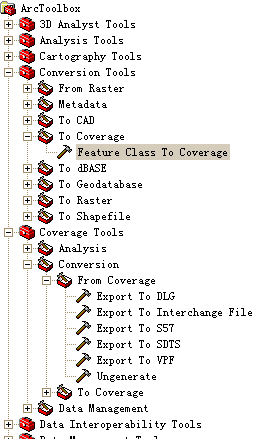 ArcToolbox
3D Analyst Tools
Analysis Tools
Cartography Tools
Conversion Tools
From Raster
Metadata
To CAD
To Coverage
Feature Class To Coverage
To dBASE
To Geodatabase
To Raster
To Shapefile
Coverage Tools
Analysis
Conversion
From Coverage
Export To DLG
Export To Interchange File
Export To S57
Export To SDTS
Export To VPF
Ungenerate
To Coverage
Data Management
Data Interoperability Tools